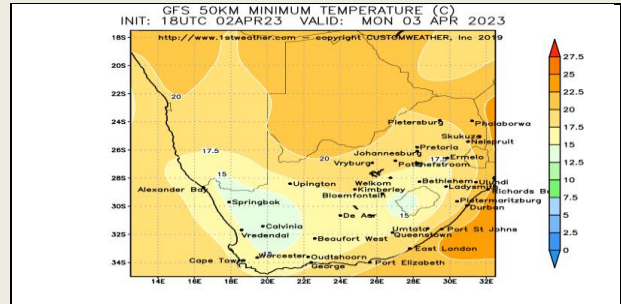 GFS 50KM MINIMUM TEMPERATURE (C)
INIT: 18UTC 02APR23 VALID: MON 03 APR 2023
http://www.1stweather.com — copyright CUSTOMWEATHER, Inc 2019
18S
20S
22S
24S
26S
28S
30S
32S
34S
20
Pietersburg
Phalaborwa
Skukuza
Nelspruit
Pretoria
Johannesburg
17.5
20
17.5
Ermelo
Vryburg
Potchefstroom
15
Welkom
Bethlehem
Ulundi
Alexander Bay
Upington
Kimberley
Ladysmith
Richards Ba
Bloemfontein
Springbok
15
Pietermaritzburg
De Aar
Durban
Calvinia
Umtata
Port St Johns
Vredendal
Beaufort West
Queenstown
East London
Worcester
Oudtshoorn
Cape Town
George
Port Elizabeth
14E 16E 18E 20E 22E 24E 26E 28E 30E 32E
27.5
25
22.5
20
17.5
15
12.5
10
7.5
5
2.5
0